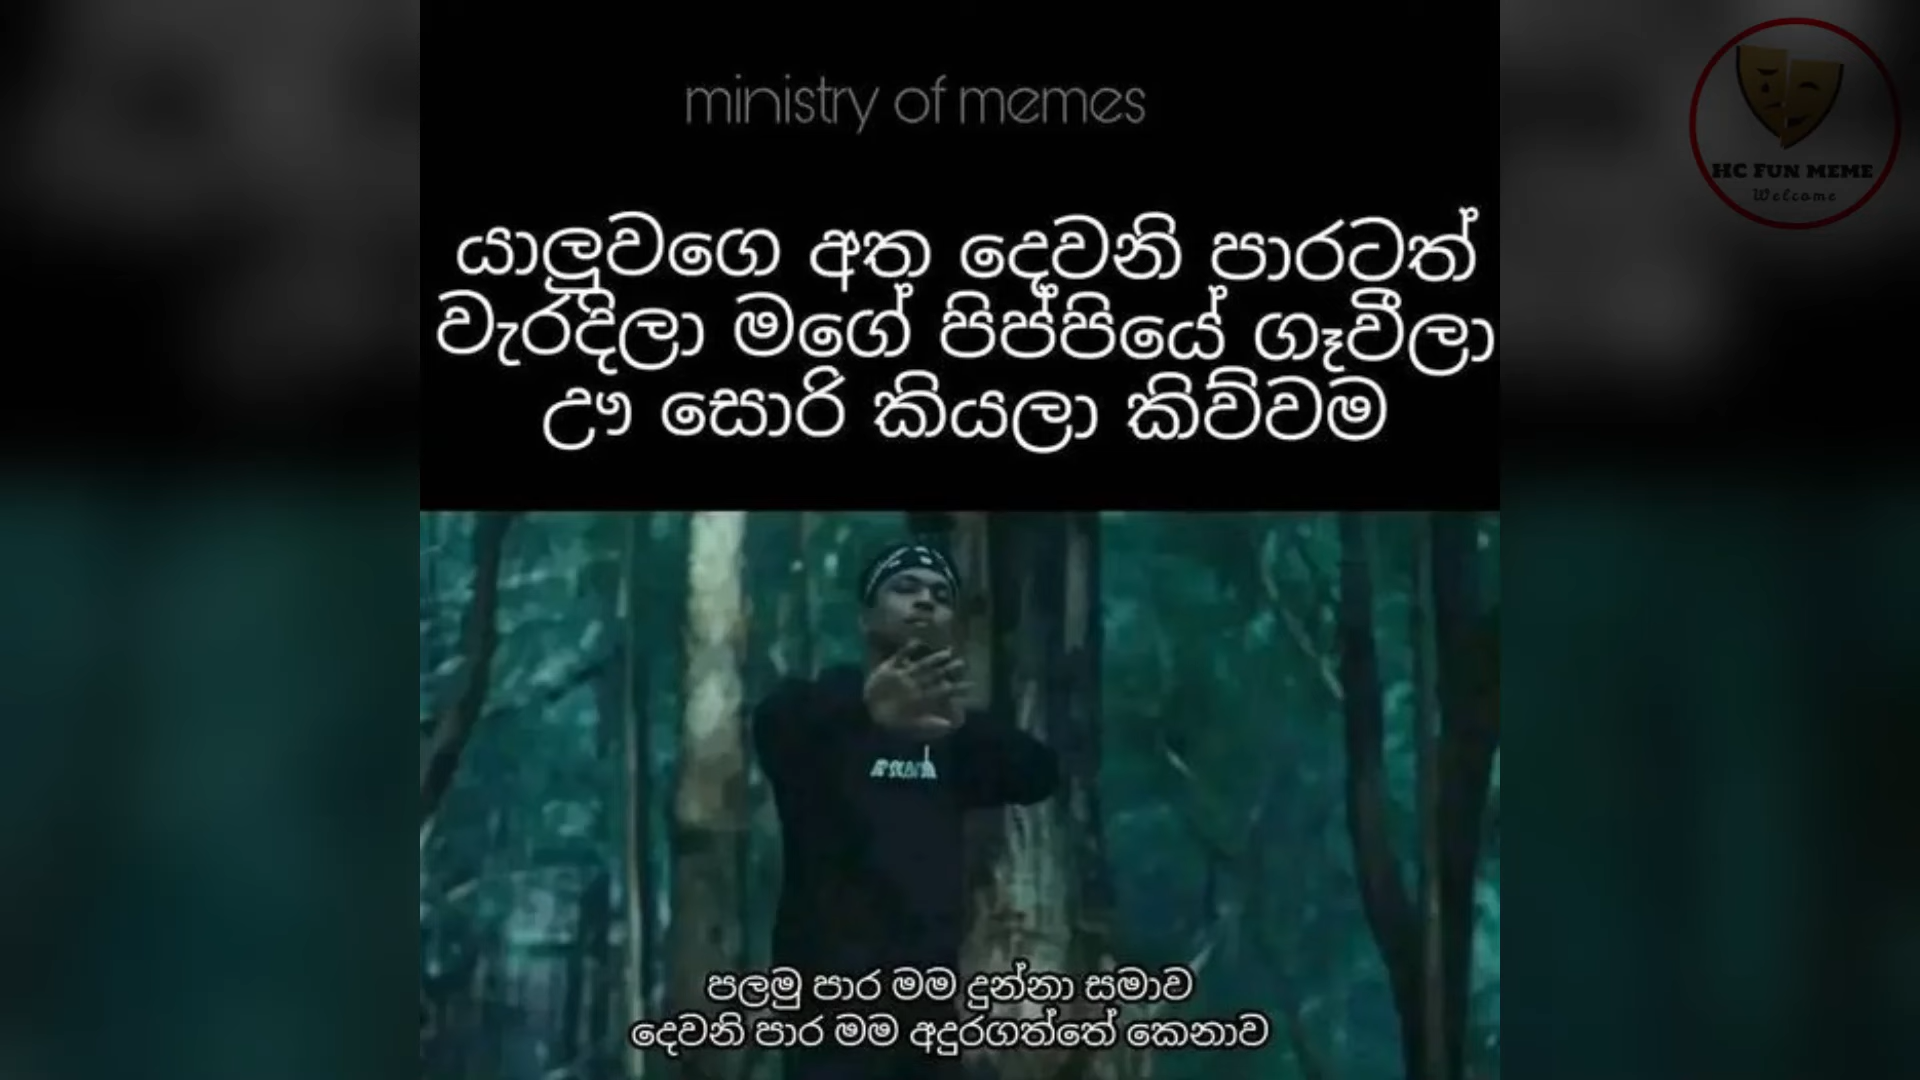 ministry of memes
HC FUN MEME
Welcome
යාලුවගෙ අත දෙවනි පාරටත්
වැරදිලා මගේ පිප්පියේ ගෑවීලා
ඌ සොරි කියලා කිව්වම
පලමු පාර මම දුන්නා සමාව
දෙවනි පාර මම අදුරගත්තේ කෙනාව